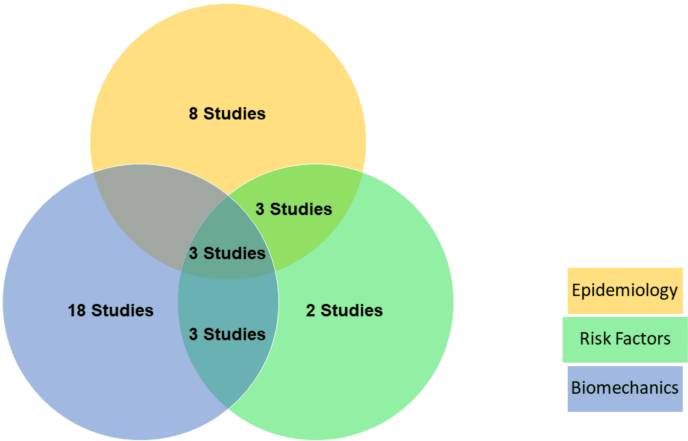 8 Studies
3 Studies
3 Studies
18 Studies
2 Studies
3 Studies
Epidemiology
Risk Factors
Biomechanics